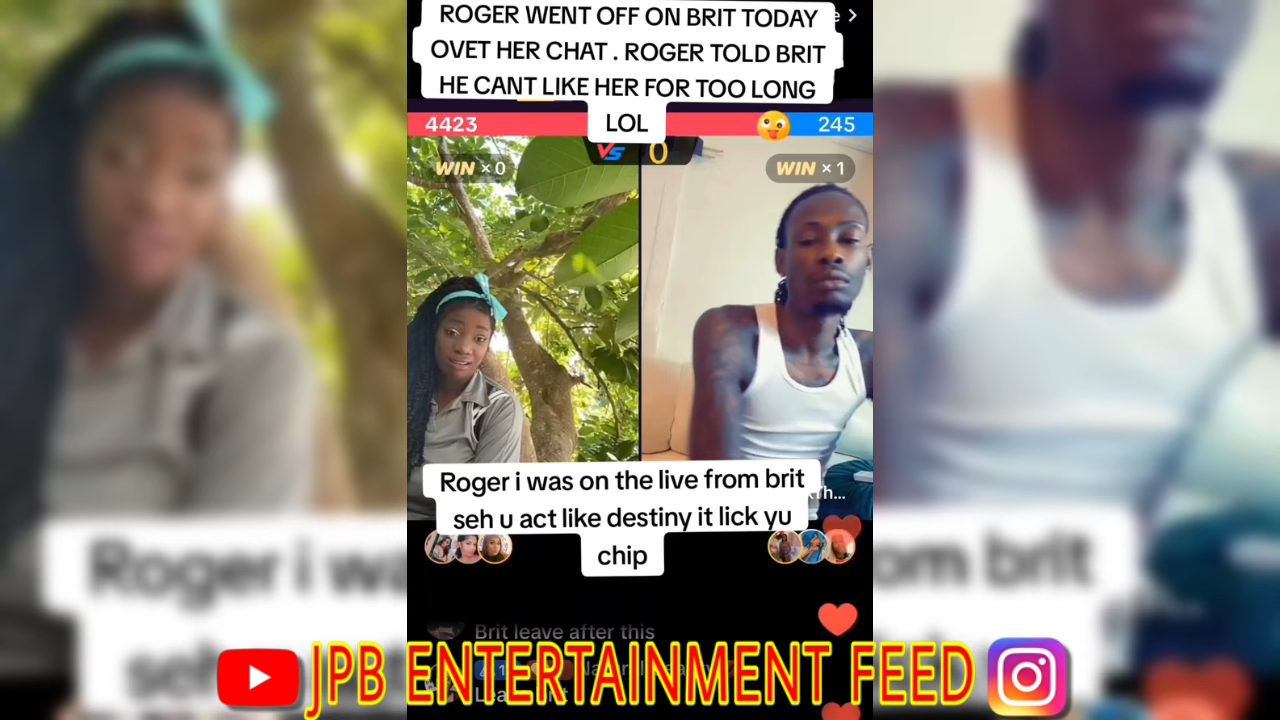 ROGER WENT OFF ON BRIT TODAY
OVET HER CHAT . ROGER TOLD BRIT
HE CANT LIKE HER FOR TOO LONG
LOL
4423
245
VS 0
WIN × 0
WIN × 1
Roger i was on the live from brit
seh u act like destiny it lick yu
chip
Brit leave after this
JPB ENTERTAINMENT FEED